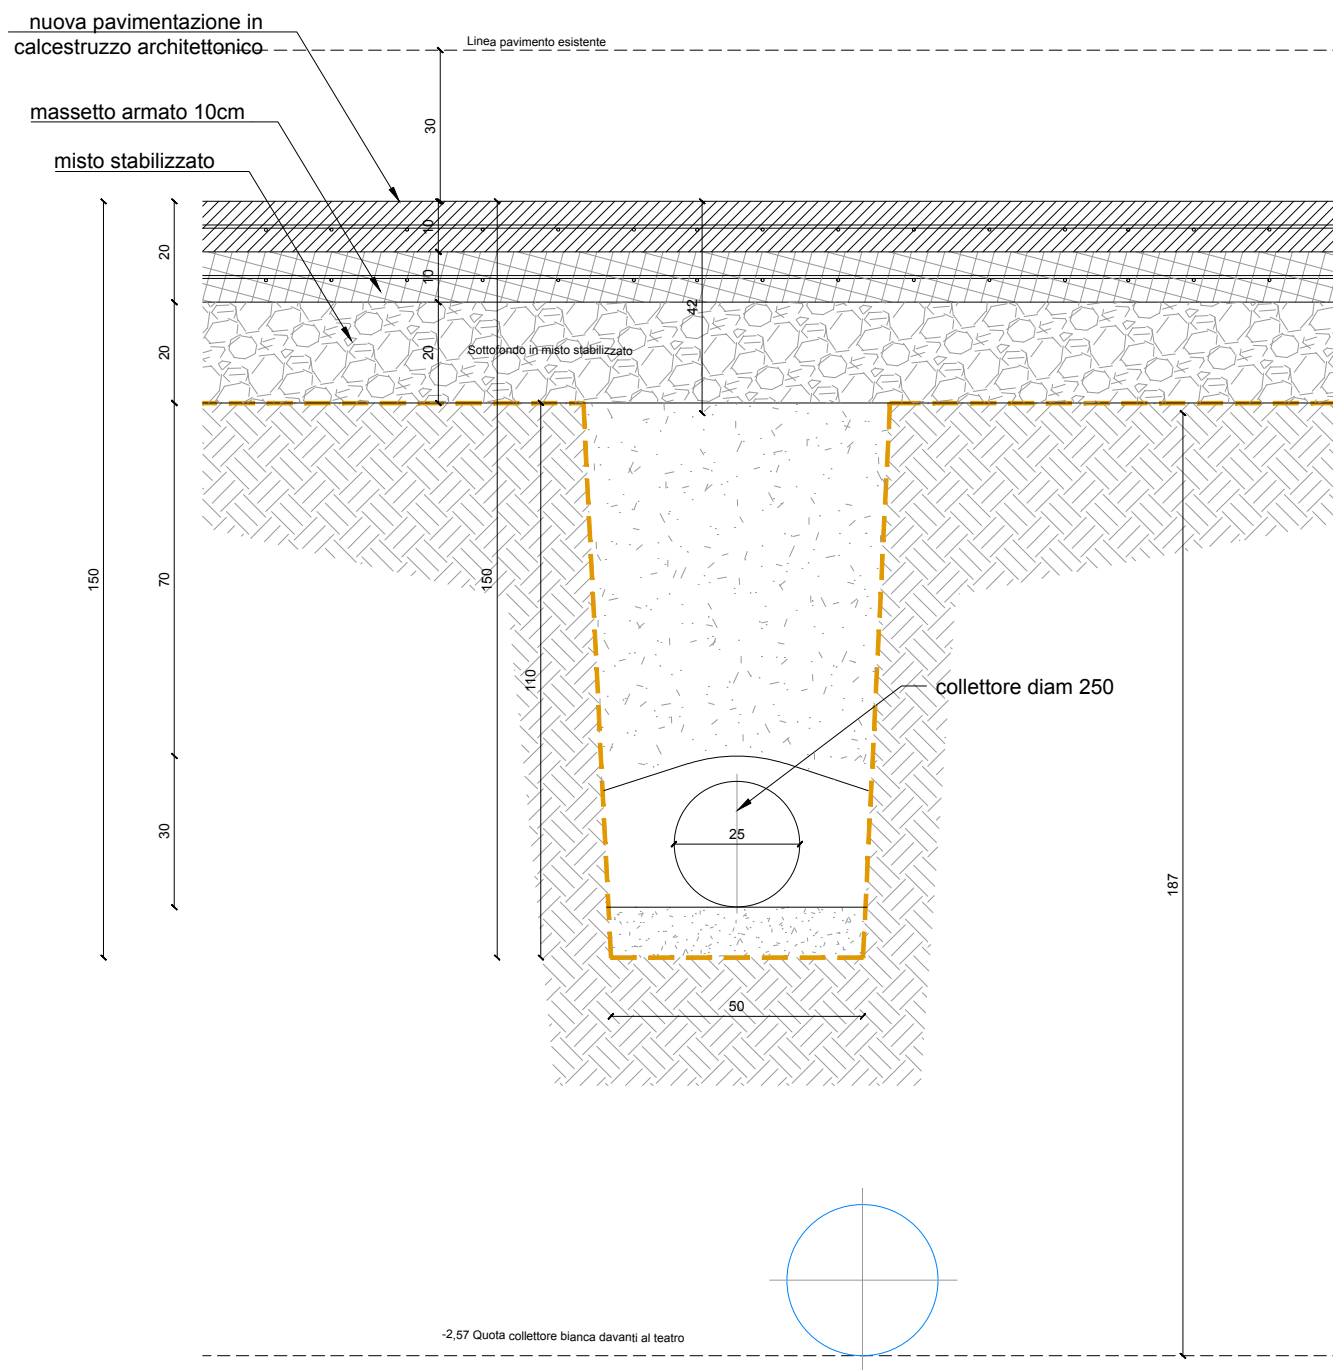 nuova pavimentazione in
calcestruzzo architettonico
Linea pavimento esistente
massetto armato 10cm
30
misto stabilizzato
10
20
10
42
20
20
Sottofondo in misto stabilizzato
150
70
150
110
collettore diam 250
30
25
187
50
-2,57 Quota collettore bianca davanti al teatro